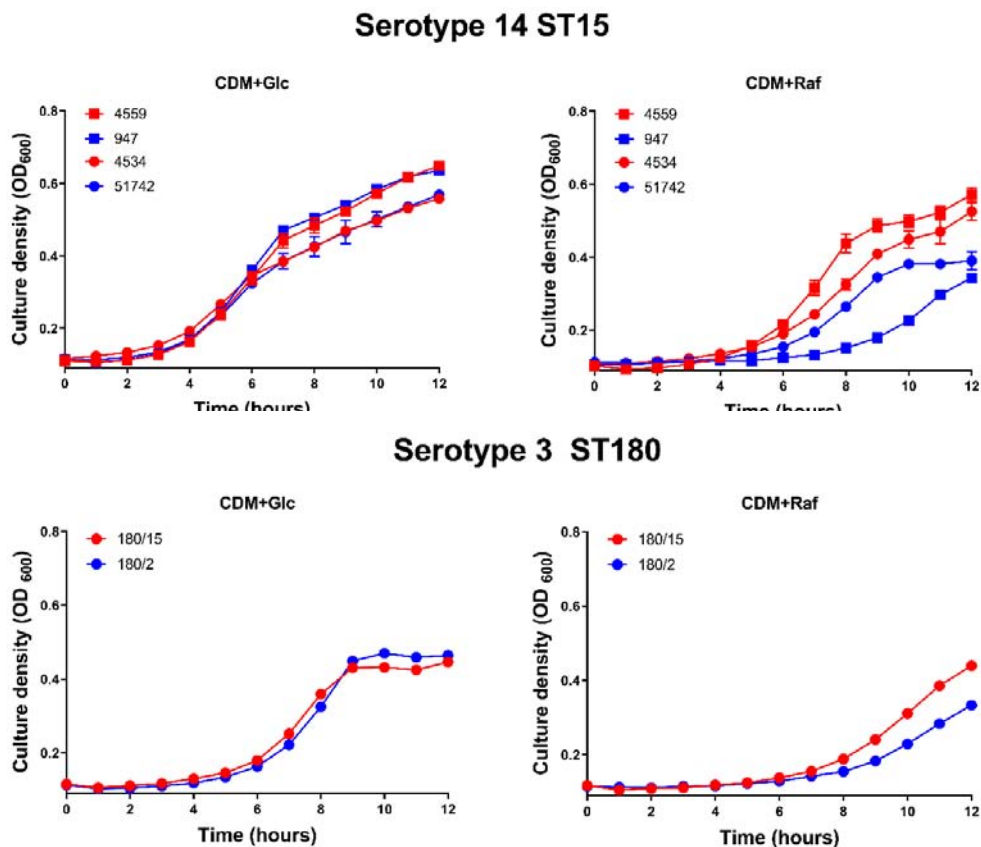 Serotype 14 ST15
CDM+Glc
Culture density (OD600)
0.8
0.6
0.4
0.2
4559
947
4534
51742
0 2 4 6 8 10 12
Time (hours)
CDM+Raf
Culture density (OD600)
0.8
0.6
0.4
0.2
4559
947
4534
51742
0 2 4 6 8 10 12
Time (hours)
Serotype 3 ST180
CDM+Glc
Culture density (OD 600)
0.8
0.6
0.4
0.2
180/15
180/2
0 2 4 6 8 10 12
Time (hours)
CDM+Raf
Culture density (OD 600)
0.8
0.6
0.4
0.2
180/15
180/2
0 2 4 6 8 10 12
Time (hours)